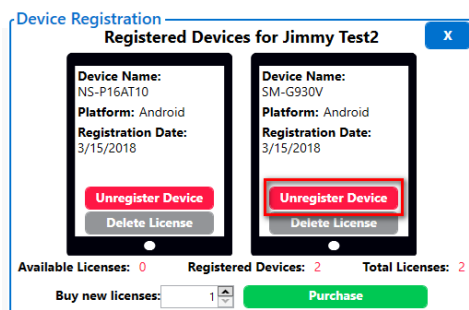 Device Registration
Registered Devices for Jimmy Test2
X
Device Name:
NS-P16AT10
Platform: Android
Registration Date:
3/15/2018
Unregister Device
Delete License
Device Name:
SM-G930V
Platform: Android
Registration Date:
3/15/2018
Unregister Device
Delete License
Available Licenses: 0 Registered Devices: 2 Total Licenses: 2
Buy new licenses: 1 Purchase